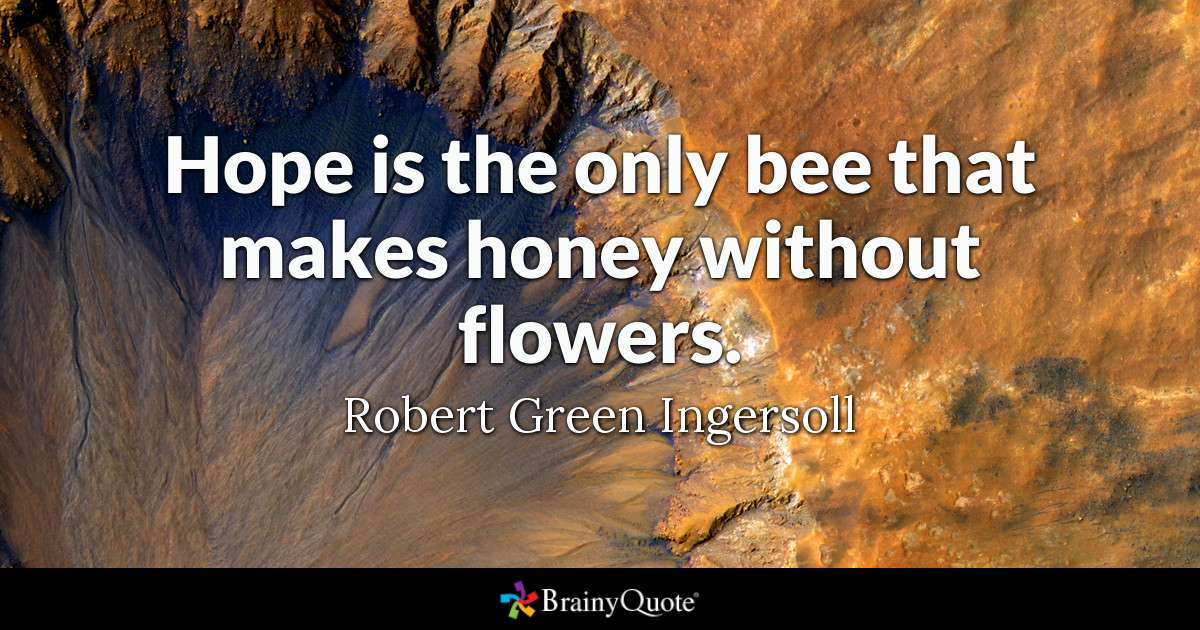 Hope is the only bee that
makes honey without
flowers.
Robert Green Ingersoll
BrainyQuote®